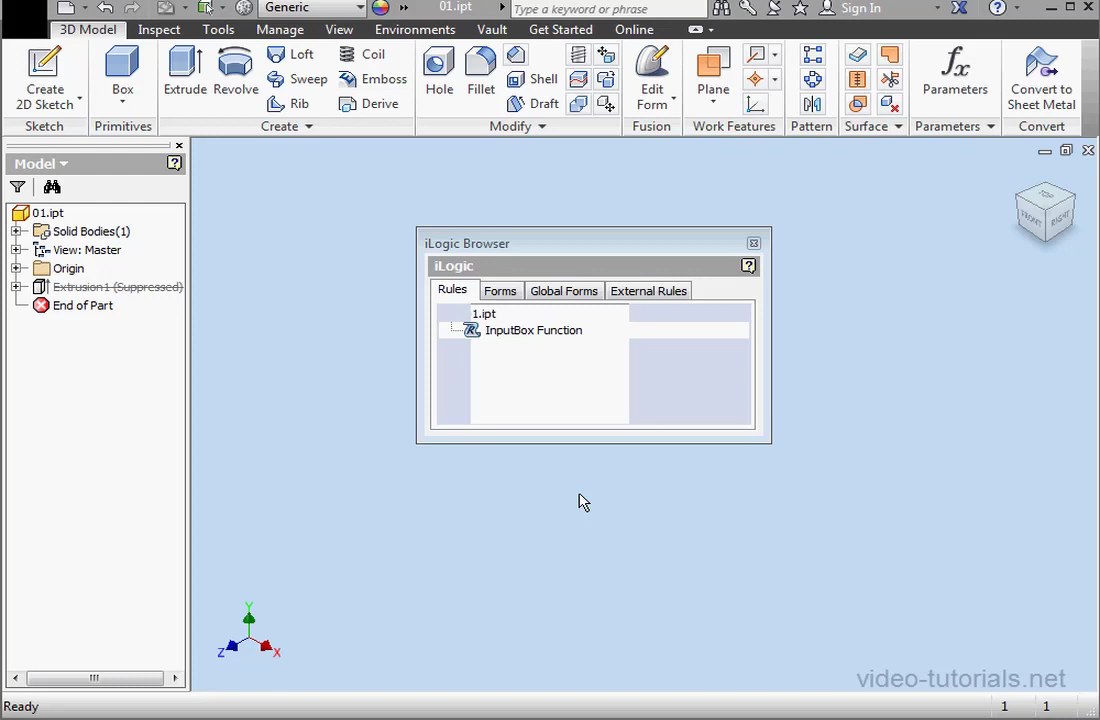 Generic 01.ipt Type a keyword or phrase Sign In
3D Model Inspect Tools Manage View Environments Vault Get Started Online
Create 2D Sketch Box Extrude Revolve Loft Sweep Rib Coil Emboss Derive Hole Fillet Shell Draft Edit Form Plane Parameters Convert to Sheet Metal
Sketch Primitives Create Modify Fusion Work Features Pattern Surface Parameters Convert
Model
01.ipt
Solid Bodies(1)
View: Master
Origin
Extrusion1 (Suppressed)
End of Part
iLogic Browser
iLogic
Rules Forms Global Forms External Rules
1.ipt
InputBox Function
TOP
FRONT RIGHT
Y
Z X
video-tutorials.net
Ready 1 1